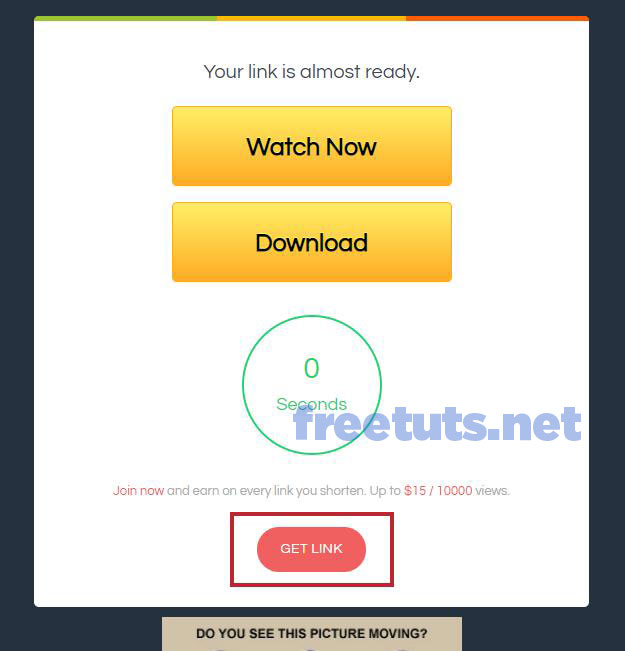 Your link is almost ready.
Watch Now
Download
0
Seconds
freetuts.net
Join now and earn on every link you shorten. Up to $15 / 10000 views.
GET LINK
DO YOU SEE THIS PICTURE MOVING?